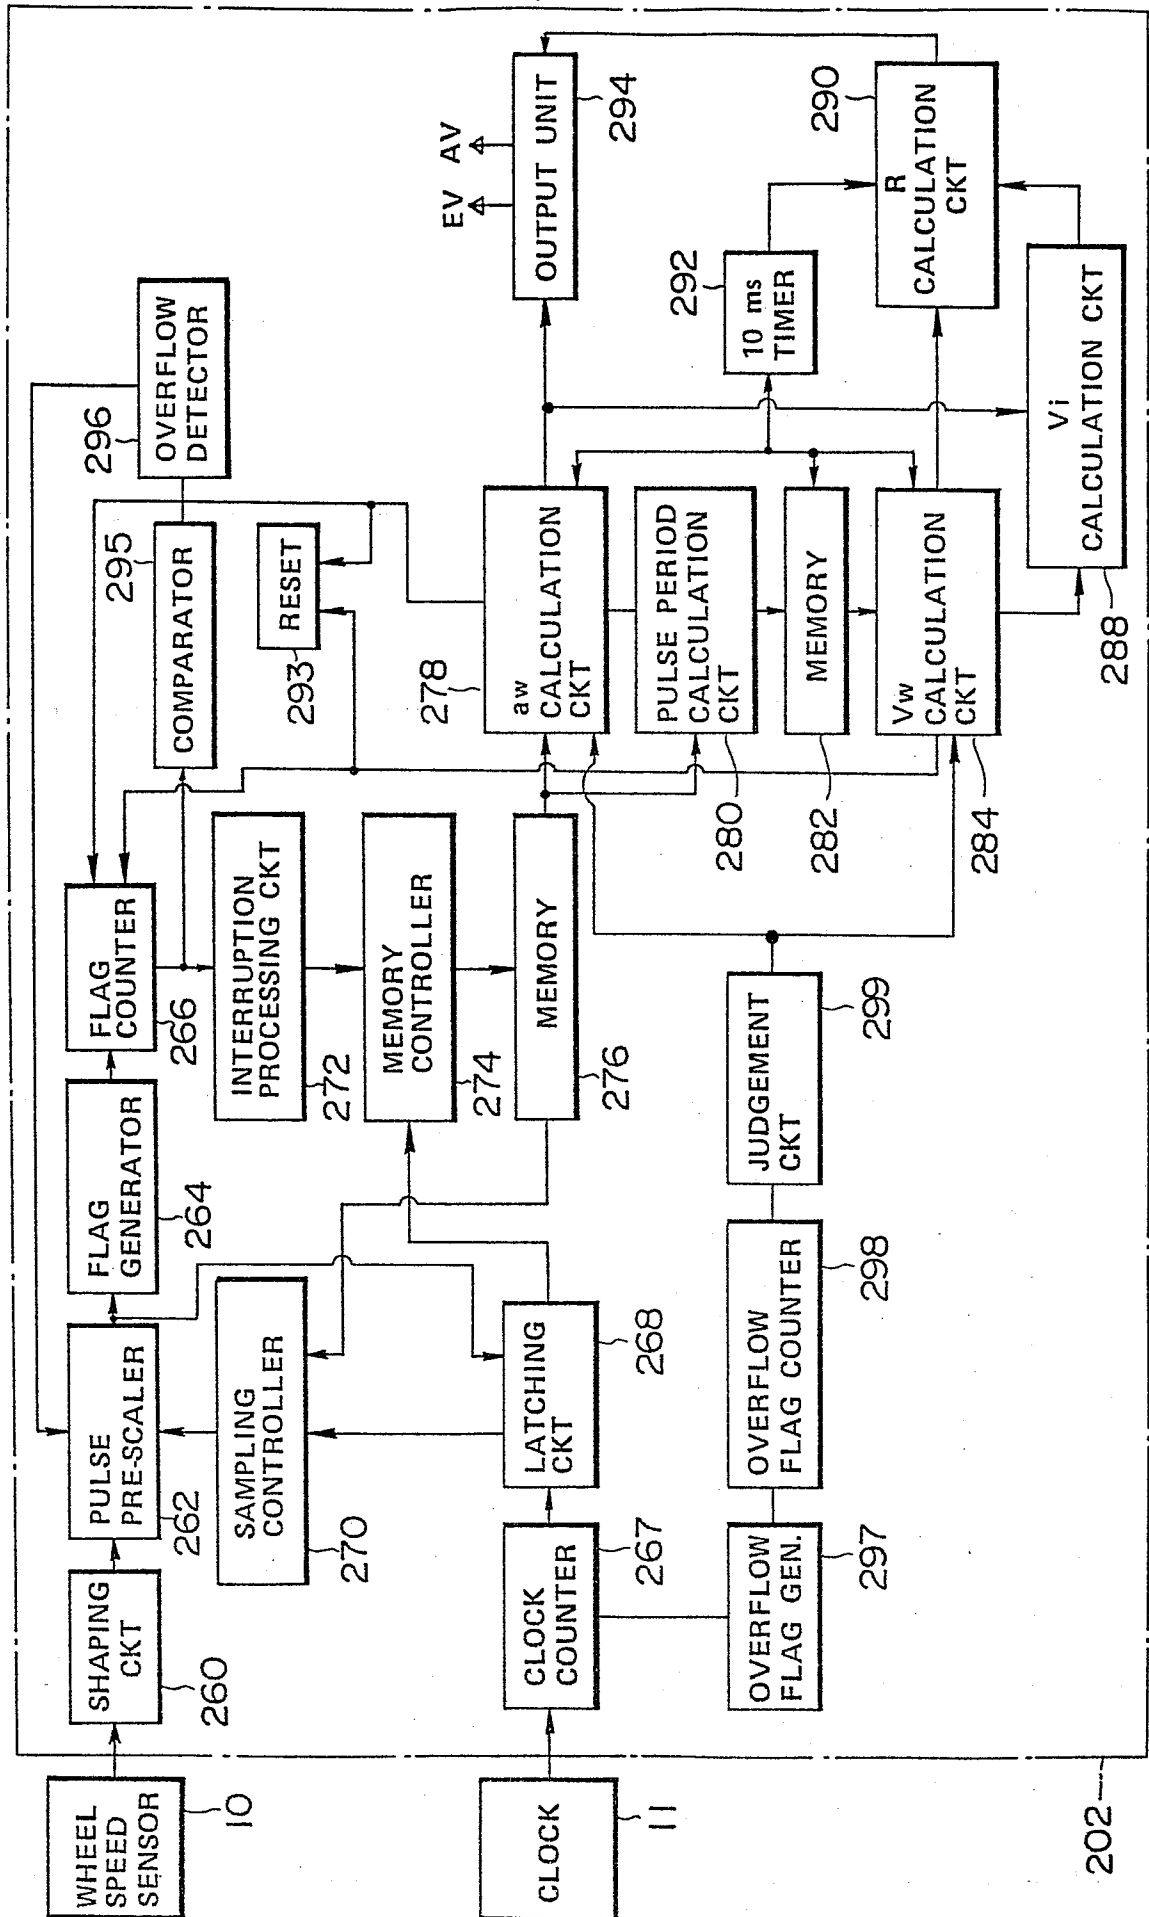 WHEEL
SPEED
SENSOR
10
SHAPING
CKT
260
PULSE
PRE-SCALER
262
FLAG
GENERATOR
264
FLAG
COUNTER
266
COMPARATOR
295
OVERFLOW
DETECTOR
296
SAMPLING
CONTROLLER
270
INTERRUPTION
PROCESSING CKT
272
RESET
293
MEMORY
CONTROLLER
274
CLOCK
11
CLOCK
COUNTER
267
LATCHING
CKT
268
MEMORY
276
aw
CALCULATION
CKT
278
EV
AV
OUTPUT UNIT
294
PULSE PERIOD
CALCULATION
CKT
280
10 ms
TIMER
292
MEMORY
282
OVERFLOW
FLAG GEN.
297
OVERFLOW
FLAG COUNTER
298
JUDGEMENT
CKT
299
Vw
CALCULATION
CKT
284
R
CALCULATION
CKT
290
Vi
CALCULATION CKT
288
202